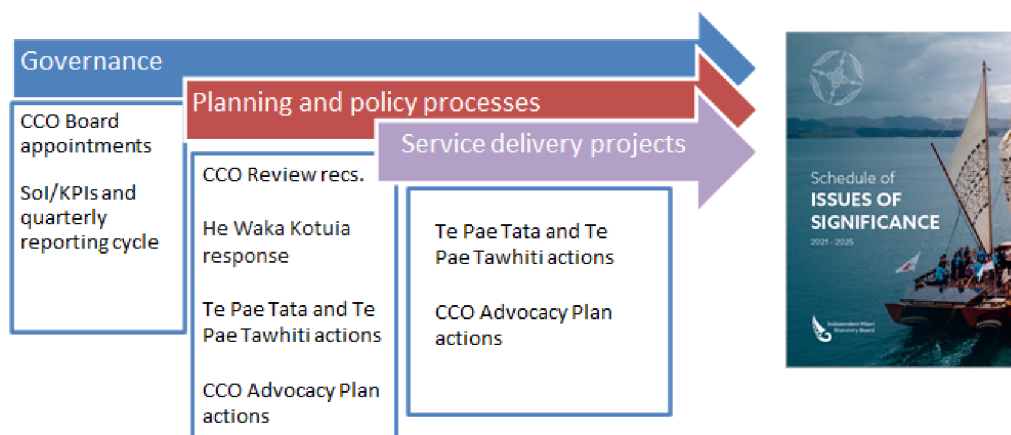 Governance
CCO Board
appointments
SoI/KPIs and
quarterly
reporting cycle
Planning and policy processes
CCO Review recs.
He Waka Kotuia
response
Te Pae Tata and Te
Pae Tawhiti actions
CCO Advocacy Plan
actions
Service delivery projects
Te Pae Tata and Te
Pae Tawhiti actions
CCO Advocacy Plan
actions
Schedule of
ISSUES OF
SIGNIFICANCE
2021 - 2025
Independent Māori
Statutory Board